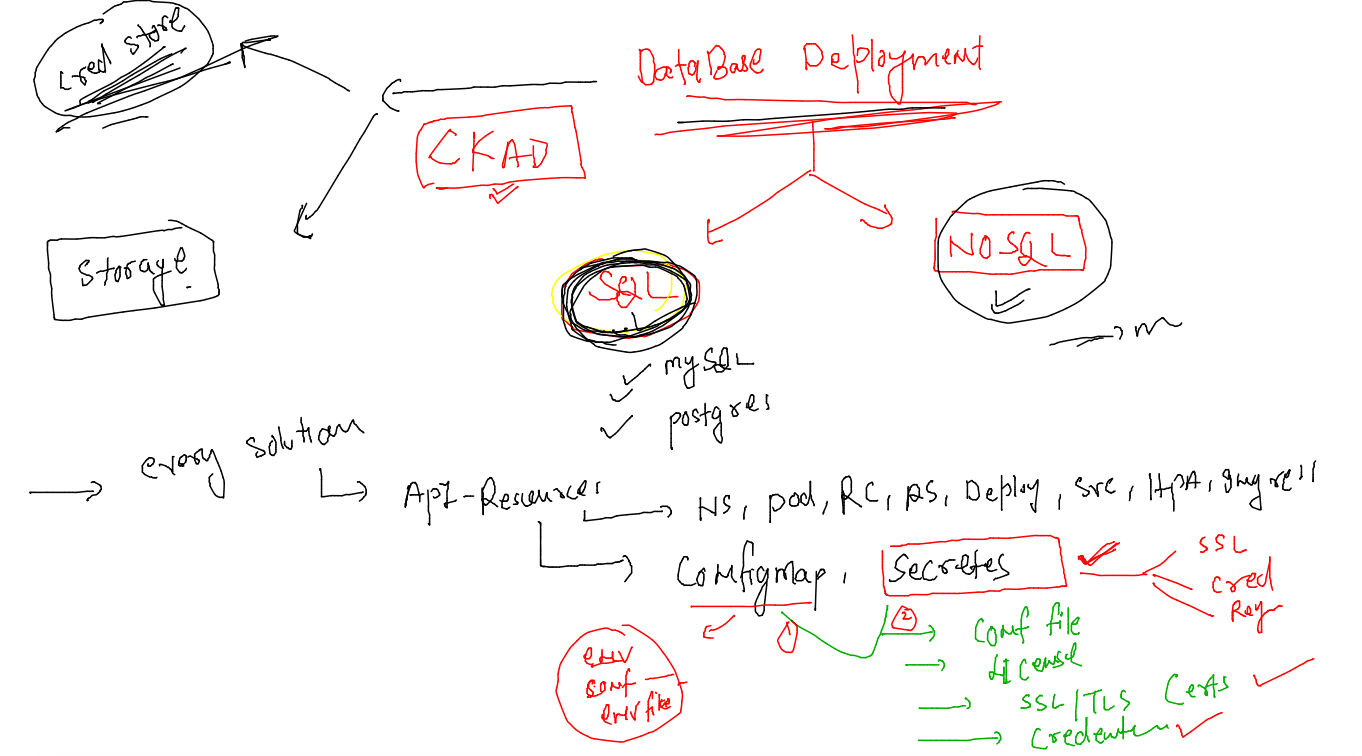 Cred store
DataBase Deployment
CKAD
Storage
SQL
NOSQL
mySQL
postgres
every solution
API-Resources
NS, pod, RC, RS, Deploy, svc, HPA, Ingress
Configmap, Secretes
SSL
cred
env
conf
env file
1
2
conf file
License
SSL/TLS Certs